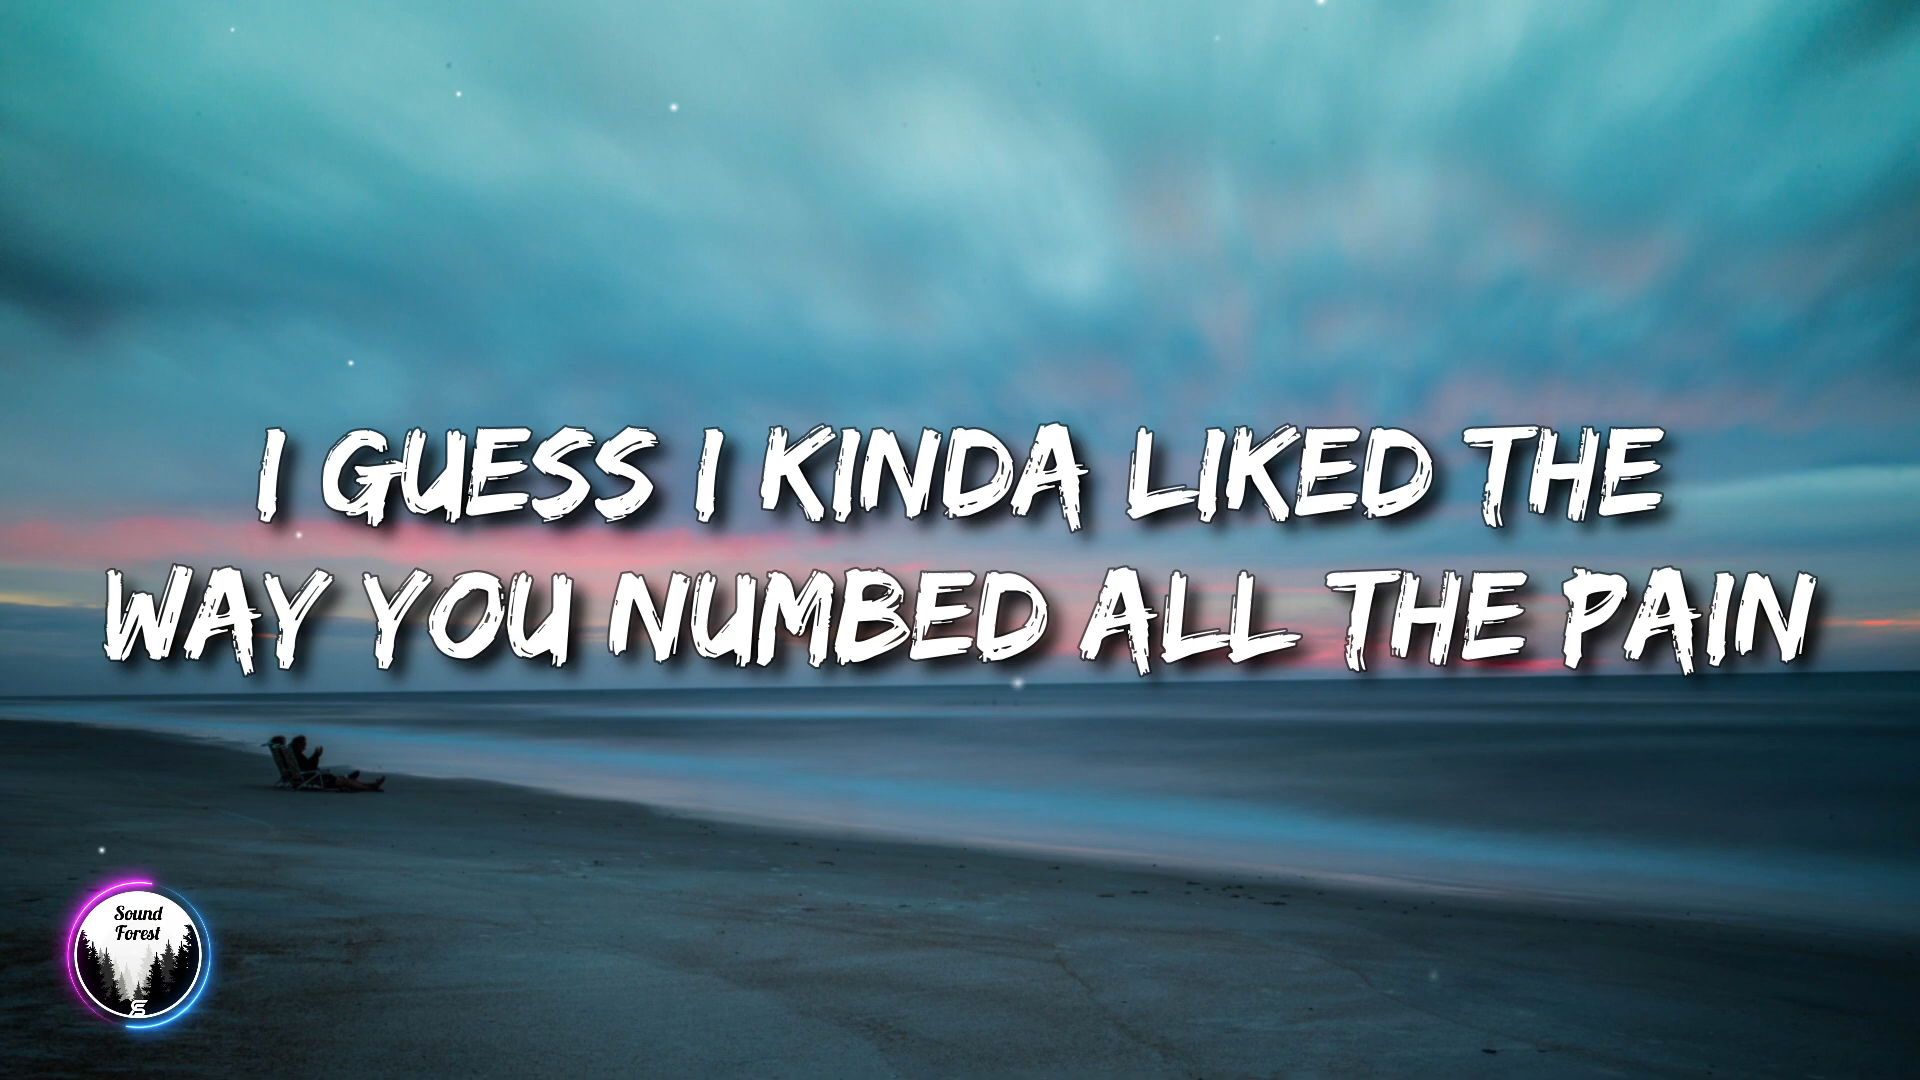 I GUESS I KINDA LIKED THE
WAY YOU NUMBED ALL THE PAIN
Sound
Forest